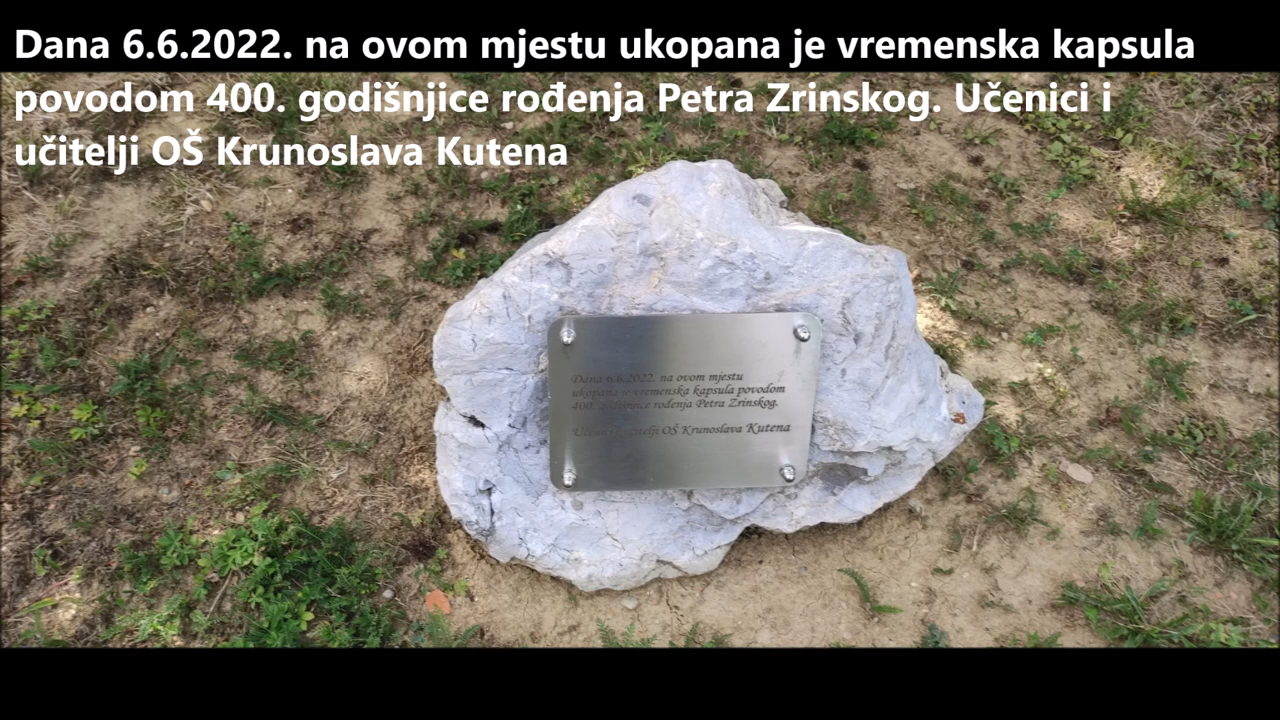 Dana 6.6.2022. na ovom mjestu ukopana je vremenska kapsula
povodom 400. godišnjice rođenja Petra Zrinskog. Učenici i
učitelji OŠ Krunoslava Kutena
Dana 6.6.2022. na ovom mjestu
ukopana je vremenska kapsula povodom
400. godišnjice rođenja Petra Zrinskog.
Učenici i učitelji OŠ Krunoslava Kutena